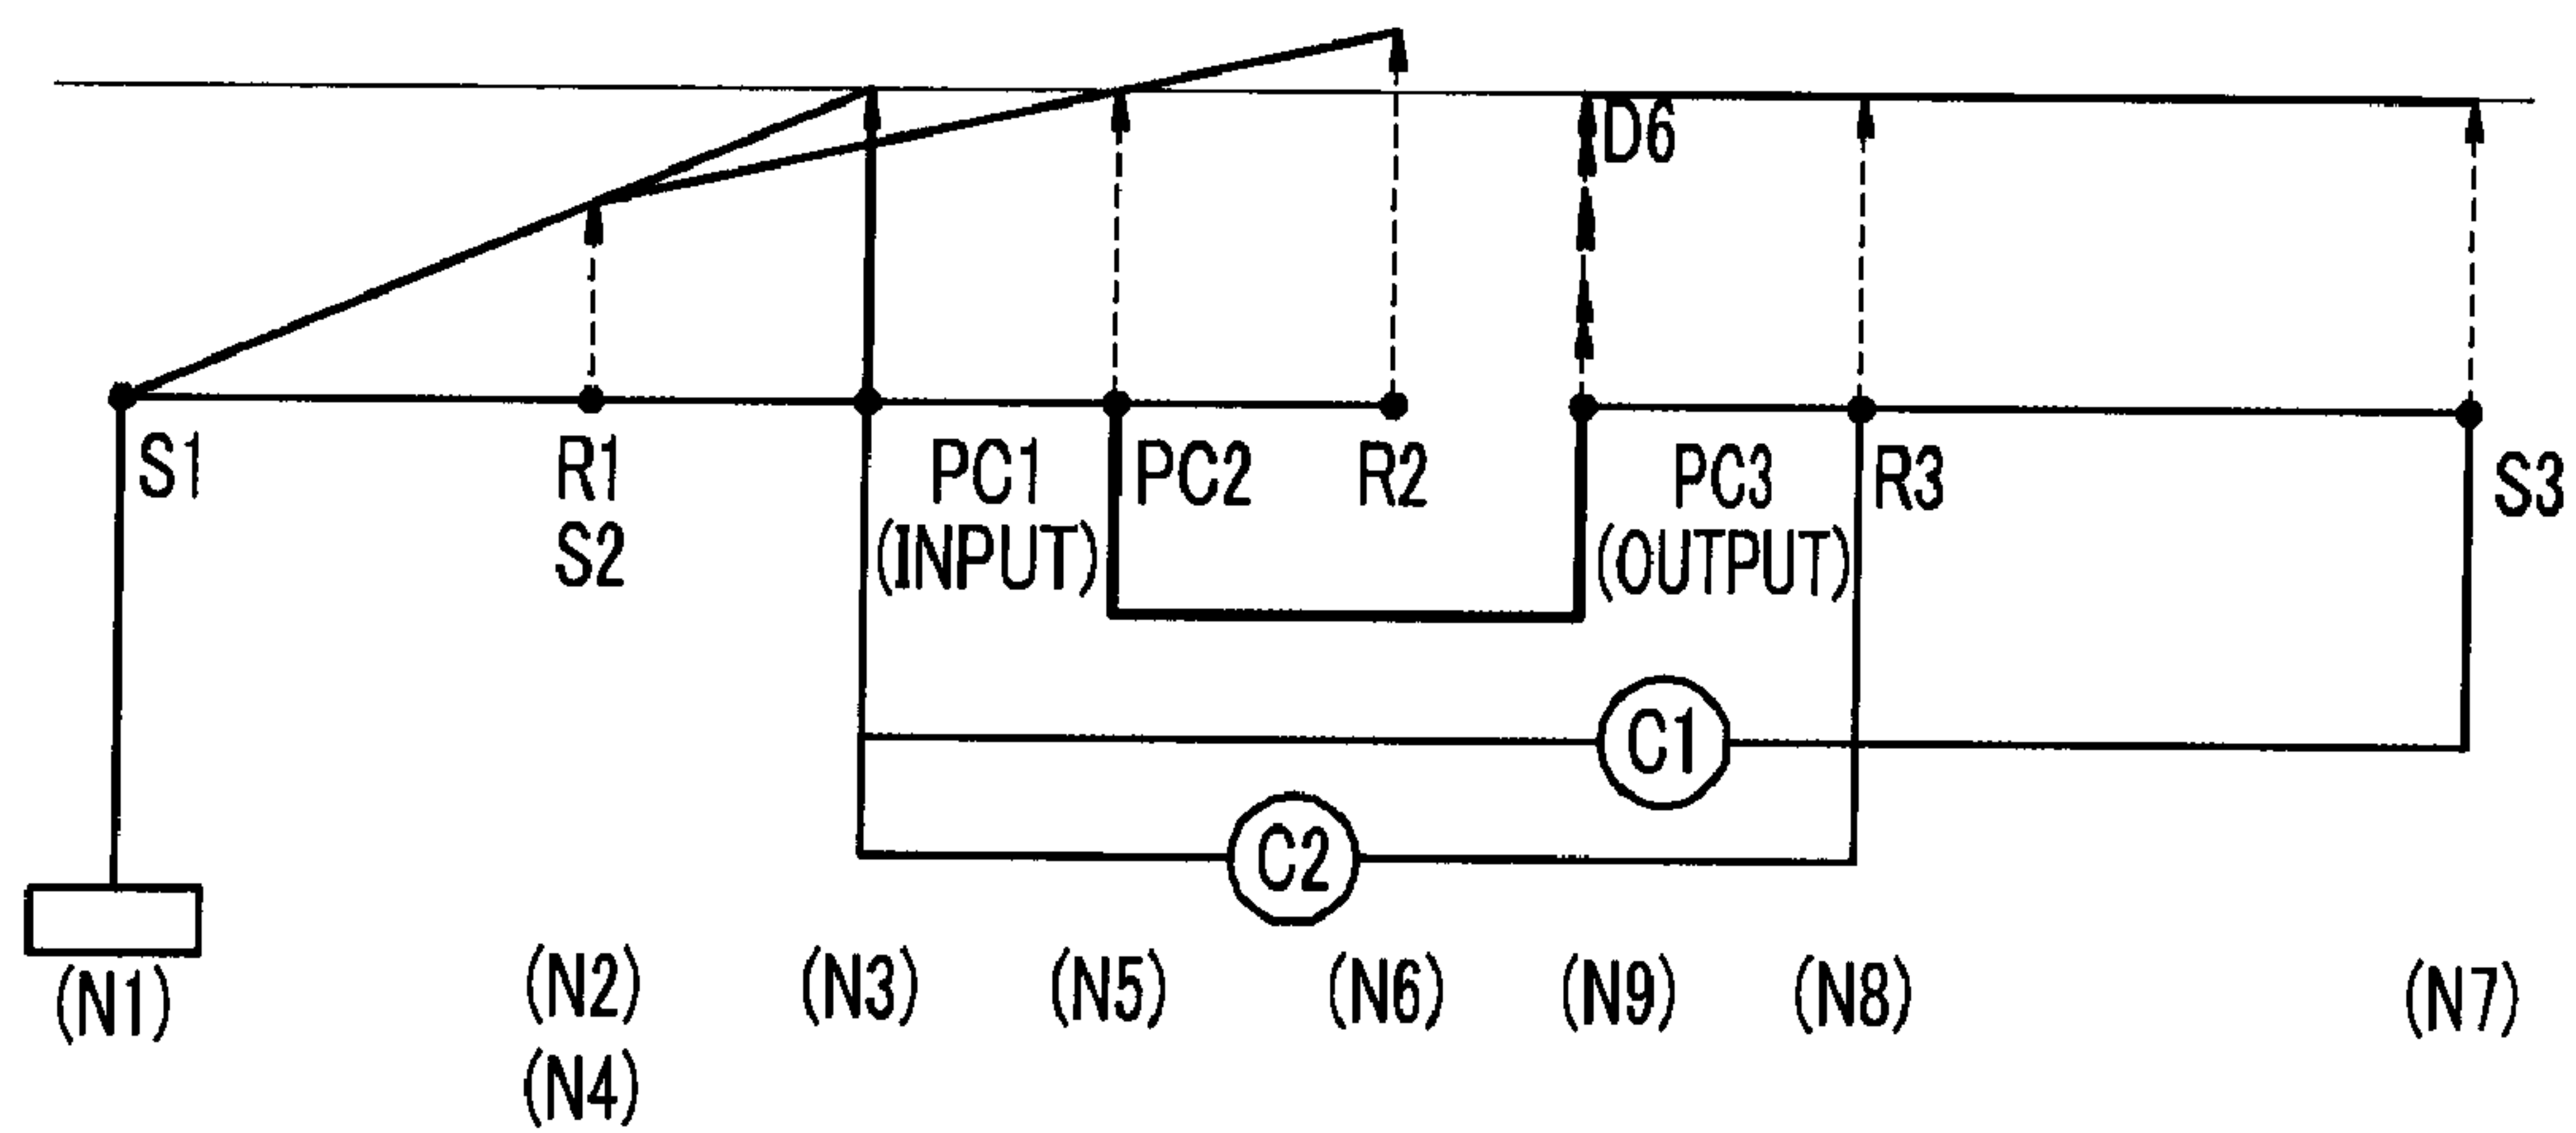 D6
S1
R1
S2
PC1
(INPUT)
PC2
R2
PC3
(OUTPUT)
R3
S3
C1
C2
(N1)
(N2)
(N4)
(N3)
(N5)
(N6)
(N9)
(N8)
(N7)